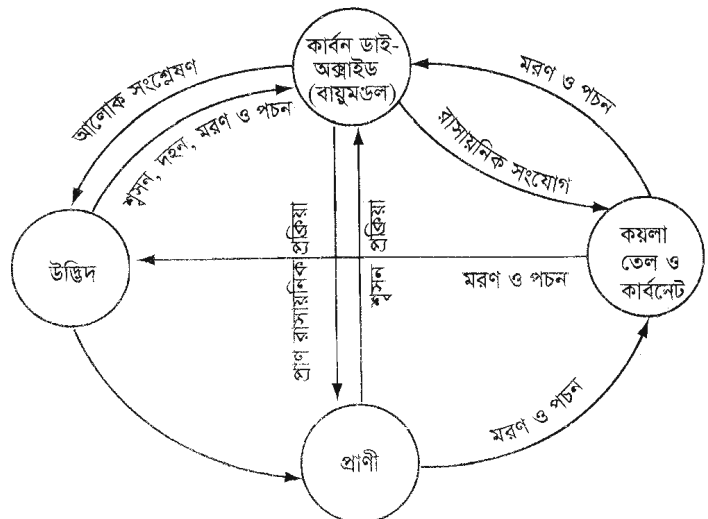 কার্বন ডাই-
অক্সাইড
(বায়ুমণ্ডল)
আলোক সংশ্লেষণ
শ্বসন, দহন, মরণ ও পচন
মরণ ও পচন
রাসায়নিক সংযোগ
উদ্ভিদ
প্রাণ রাসায়নিক প্রক্রিয়া
শ্বসন প্রক্রিয়া
মরণ ও পচন
কয়লা
তেল ও
কার্বনেট
প্রাণী
মরণ ও পচন